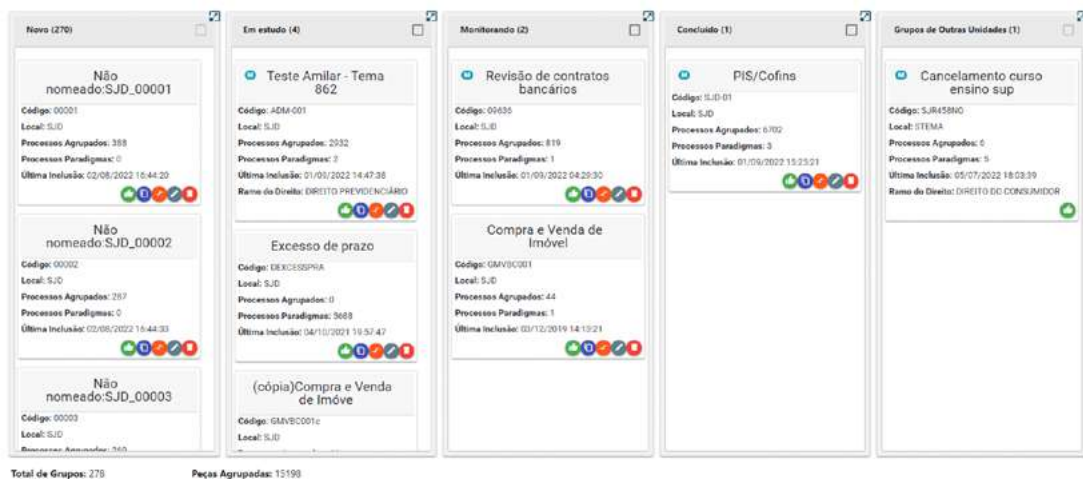 Novo (270)
Não
nomeado:SJD_00001
Código: 00001
Local: SJD
Processos Agrupados: 388
Processos Paradigmas: 0
Última Inclusão: 02/08/2022 16:44:20
Não
nomeado:SJD_00002
Código: 00002
Local: SJD
Processos Agrupados: 287
Processos Paradigmas: 0
Última Inclusão: 02/08/2022 16:44:33
Não
nomeado:SJD_00003
Código: 00003
Local: SJD
Processos Agrupados: 260
Em estudo (4)
Teste Amilar - Tema
862
Código: ADM-001
Local: SJD
Processos Agrupados: 2932
Processos Paradigmas: 2
Última Inclusão: 01/09/2022 14:47:38
Ramo do Direito: DIREITO PREVIDENCIÁRIO
Excesso de prazo
Código: DEXCESSPRA
Local: SJD
Processos Agrupados: 0
Processos Paradigmas: 5688
Última Inclusão: 04/10/2021 19:57:47
(cópia)Compra e Venda
de Imóve
Código: GMVBC001c
Local: SJD
Monitorando (2)
Revisão de contratos
bancários
Código: 09636
Local: SJD
Processos Agrupados: 819
Processos Paradigmas: 1
Última Inclusão: 01/09/2022 04:29:30
Compra e Venda de
Imóvel
Código: GMVBC001
Local: SJD
Processos Agrupados: 44
Processos Paradigmas: 1
Última Inclusão: 03/12/2019 14:13:21
Concluído (1)
PIS/Cofins
Código: SJD-01
Local: SJD
Processos Agrupados: 6702
Processos Paradigmas: 3
Última Inclusão: 01/09/2022 15:23:21
Grupos de Outras Unidades (1)
Cancelamento curso
ensino sup
Código: SJR458NO
Local: STEMA
Processos Agrupados: 6
Processos Paradigmas: 5
Última Inclusão: 05/07/2022 18:03:39
Ramo do Direito: DIREITO DO CONSUMIDOR
Total de Grupos: 278
Peças Agrupadas: 15198